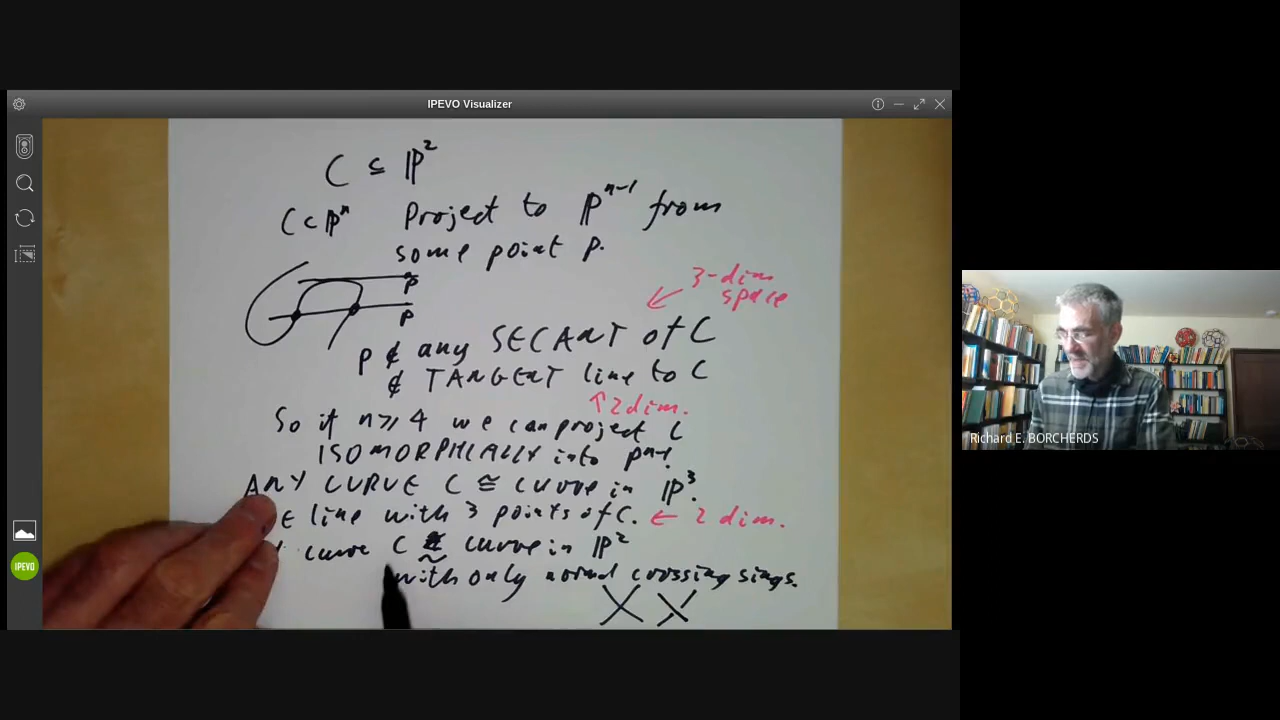 IPEVO Visualizer
C ⊆ ℙ²
C ⊂ ℙⁿ Project to ℙⁿ⁻¹ from
some point p.
p
p
3-dim
space
p ∉ any SECANT of C
∉ TANGENT line to C
↑ 2 dim.
So if n ≥ 4 we can project C
ISOMORPHICALLY into pⁿ⁻¹.
ANY CURVE C ≅ curve in ℙ³.
E line with 3 points of C. ← 2 dim.
curve C curve in ℙ²
with only normal crossing sings.
Richard E. BORCHERDS
IPEVO